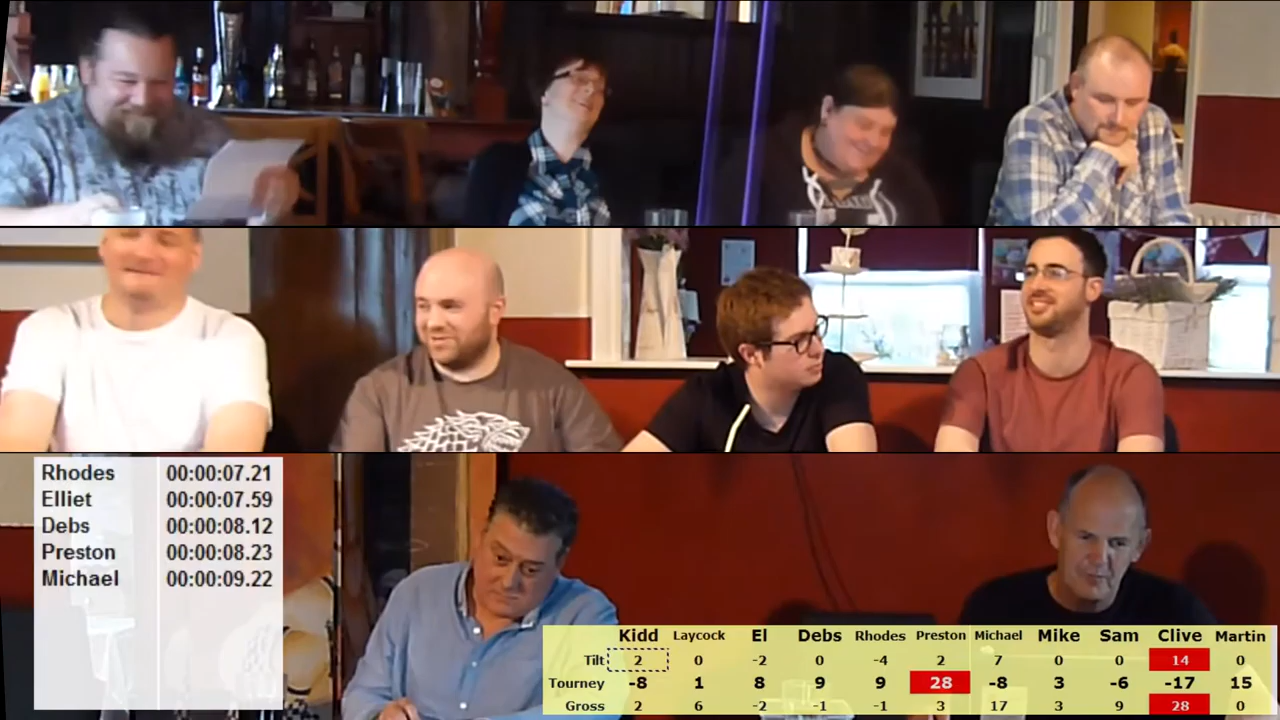 Rhodes 00:00:07.21
Elliet 00:00:07.59
Debs 00:00:08.12
Preston 00:00:08.23
Michael 00:00:09.22
Kidd Laycock El Debs Rhodes Preston Michael Mike Sam Clive Martin
Tilt 2 0 -2 0 -4 2 7 0 0 14 0
Tourney -8 1 8 9 9 28 -8 3 -6 -17 15
Gross 2 6 -2 -1 -1 3 17 3 9 28 0